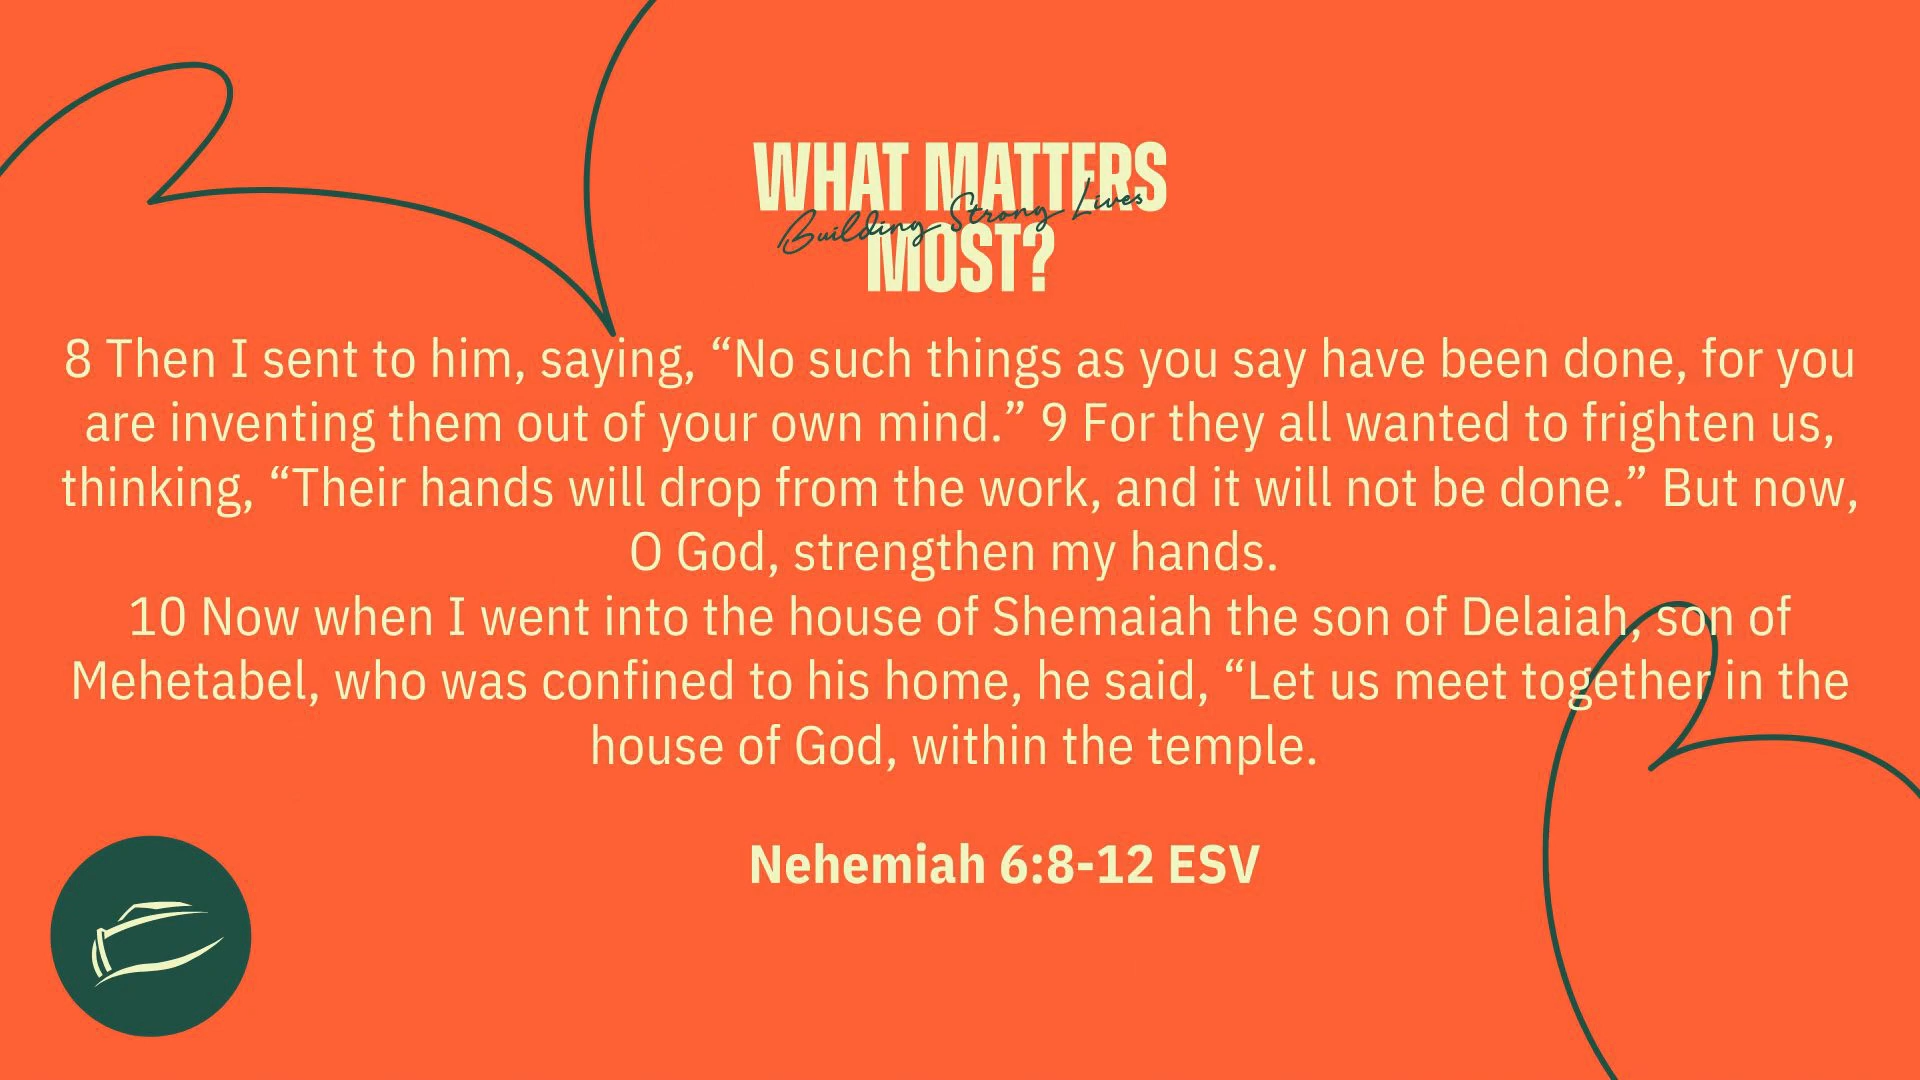 WHAT MATTERS
Building Strong Lives
MOST?
8 Then I sent to him, saying, “No such things as you say have been done, for you
are inventing them out of your own mind.” 9 For they all wanted to frighten us,
thinking, “Their hands will drop from the work, and it will not be done.” But now,
O God, strengthen my hands.
10 Now when I went into the house of Shemaiah the son of Delaiah, son of
Mehetabel, who was confined to his home, he said, “Let us meet together in the
house of God, within the temple.
Nehemiah 6:8-12 ESV